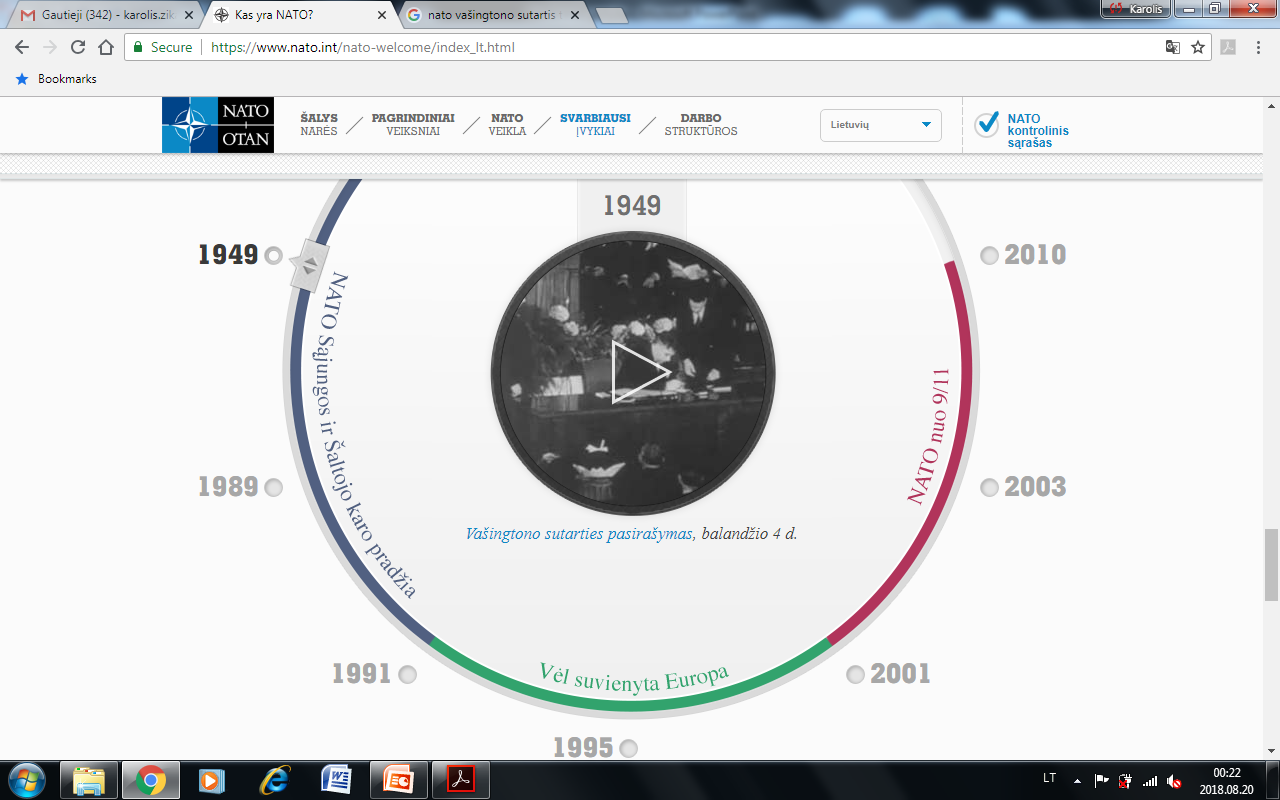 Gautieji (342) - karolis.zik
Kas yra NATO?
nato vašingtono sutartis
Karolis
Secure
https://www.nato.int/nato-welcome/index_lt.html
Bookmarks
NATO
OTAN
ŠALYS
NARĖS
PAGRINDINIAI
VEIKSNIAI
NATO
VEIKLA
SVARBIAUSI
ĮVYKIAI
DARBO
STRUKTŪROS
Lietuvių
NATO
kontrolinis
sąrašas
1949
1949
2010
NATO Sąjungos ir Šaltojo karo pradžia
NATO nuo 9/11
1989
2003
Vašingtono sutarties pasirašymas, balandžio 4 d.
Vėl suvienyta Europa
1991
2001
1995
LT
00:22
2018.08.20